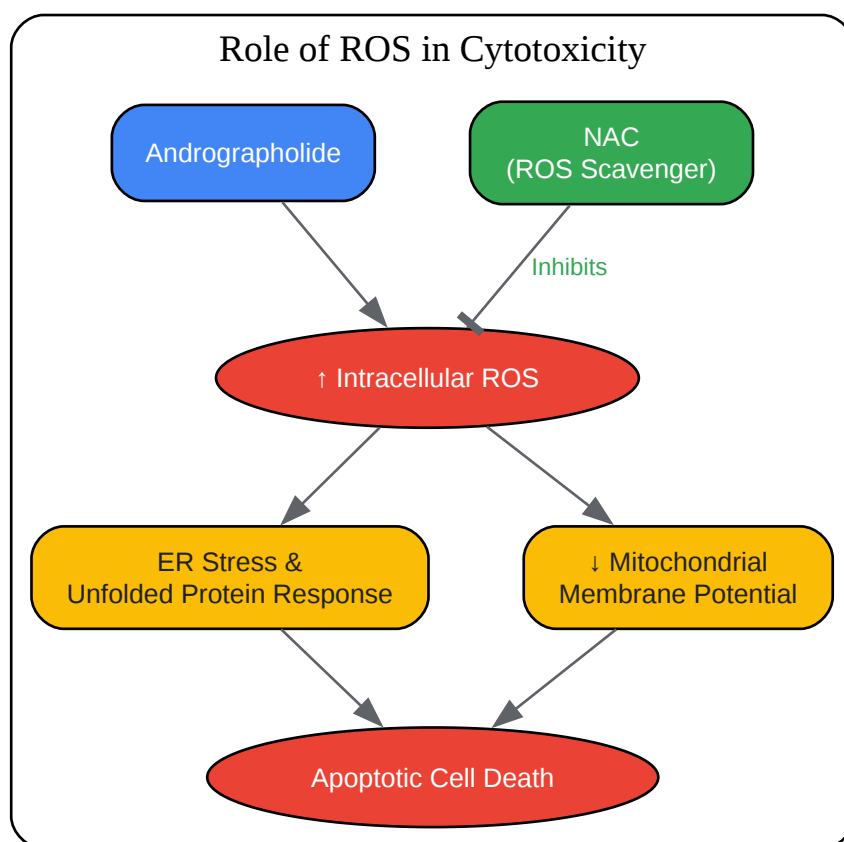 Role of ROS in Cytotoxicity
Andrographolide
NAC
(ROS Scavenger)
Inhibits
↑ Intracellular ROS
ER Stress &
Unfolded Protein Response
↓ Mitochondrial
Membrane Potential
Apoptotic Cell Death